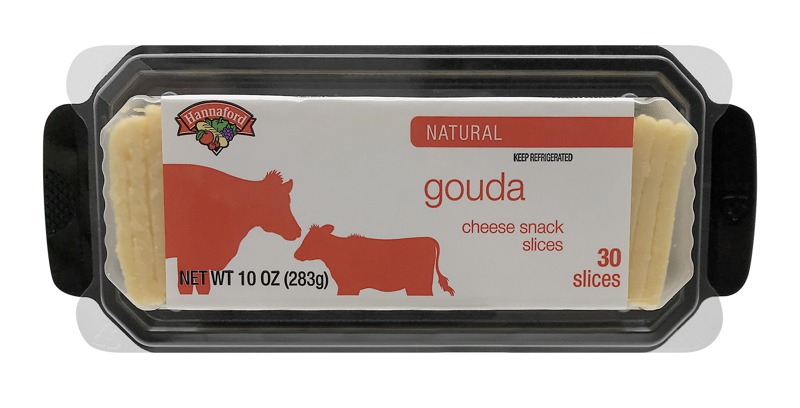 Hannaford
NATURAL
KEEP REFRIGERATED
gouda
cheese snack
slices
30
slices
NET WT 10 OZ (283g)